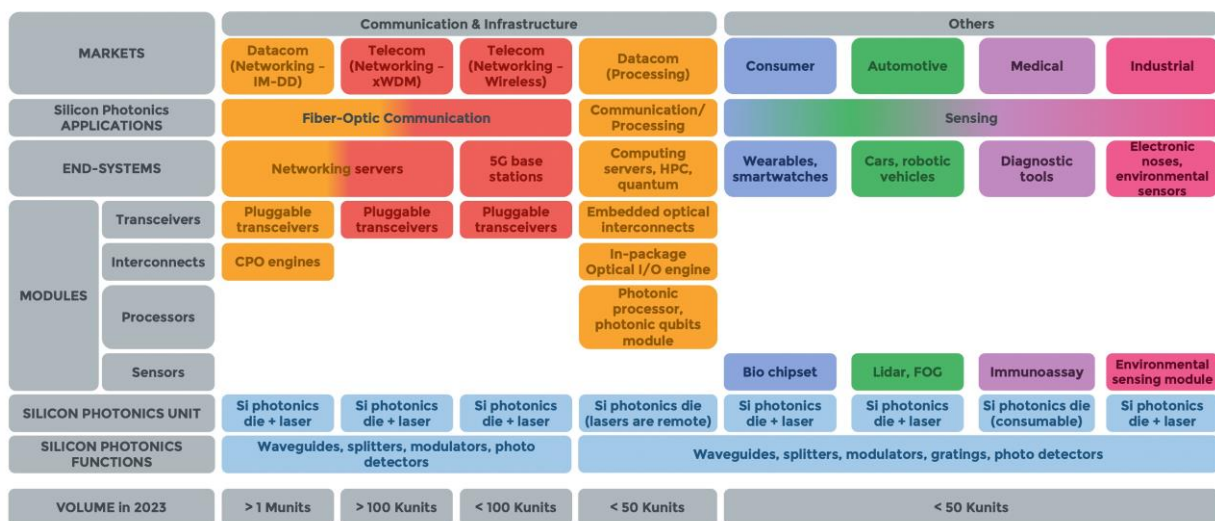 Communication & Infrastructure
Others
MARKETS
Datacom
(Networking –
IM-DD)
Telecom
(Networking –
xWDM)
Telecom
(Networking –
Wireless)
Datacom
(Processing)
Consumer
Automotive
Medical
Industrial
Silicon Photonics
APPLICATIONS
Fiber-Optic Communication
Communication/
Processing
Sensing
END-SYSTEMS
Networking servers
5G base
stations
Computing
servers, HPC,
quantum
Wearables,
smartwatches
Cars, robotic
vehicles
Diagnostic
tools
Electronic
noses,
environmental
sensors
MODULES
Transceivers
Pluggable
transceivers
Pluggable
transceivers
Pluggable
transceivers
Embedded optical
interconnects
Interconnects
CPO engines
In-package
Optical I/O engine
Processors
Photonic
processor,
photonic qubits
module
Sensors
Bio chipset
Lidar, FOG
Immunoassay
Environmental
sensing module
SILICON PHOTONICS UNIT
Si photonics
die + laser
Si photonics
die + laser
Si photonics
die + laser
Si photonics die
(lasers are remote)
Si photonics
die + laser
Si photonics
die + laser
Si photonics die
(consumable)
Si photonics
die + laser
SILICON PHOTONICS
FUNCTIONS
Waveguides, splitters, modulators, photo
detectors
Waveguides, splitters, modulators, gratings, photo detectors
VOLUME in 2023
> 1 Munits
> 100 Kunits
< 100 Kunits
< 50 Kunits
< 50 Kunits